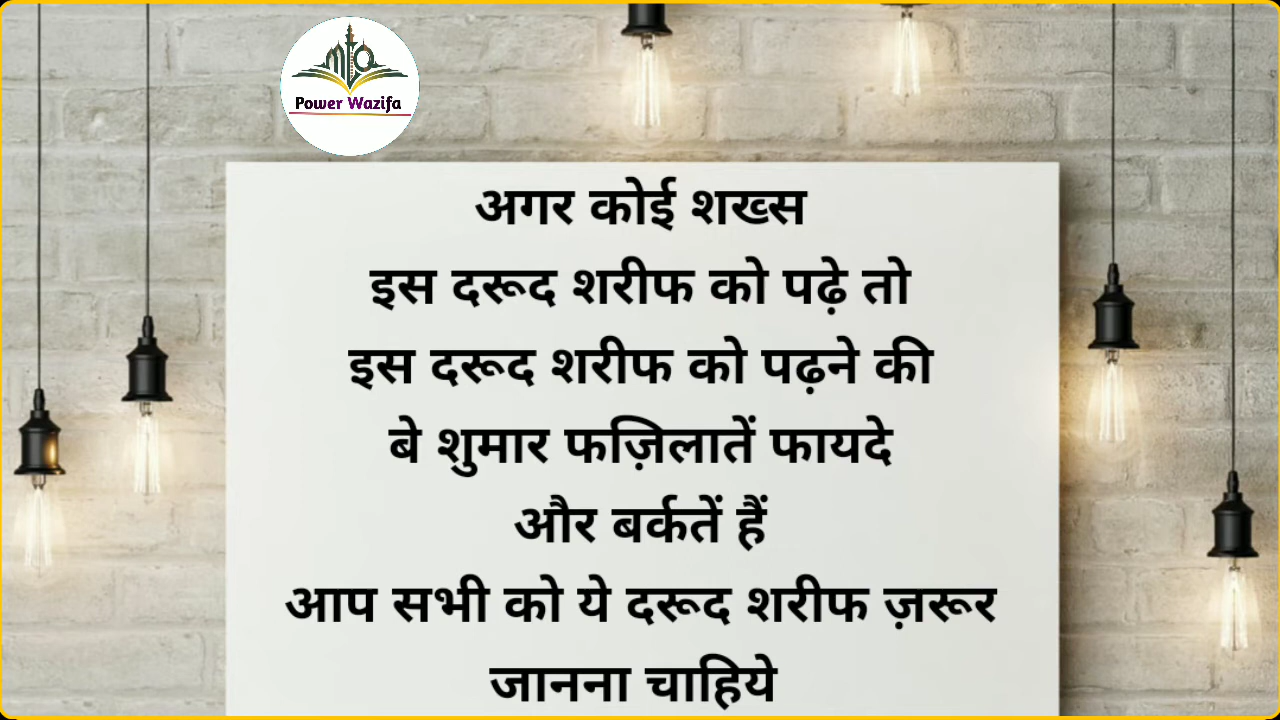 MTQ
Power Wazifa
अगर कोई शख्स
इस दरूद शरीफ को पढ़े तो
इस दरूद शरीफ को पढ़ने की
बे शुमार फज़िलातें फायदे
और बर्कतें हैं
आप सभी को ये दरूद शरीफ ज़रूर
जानना चाहिये